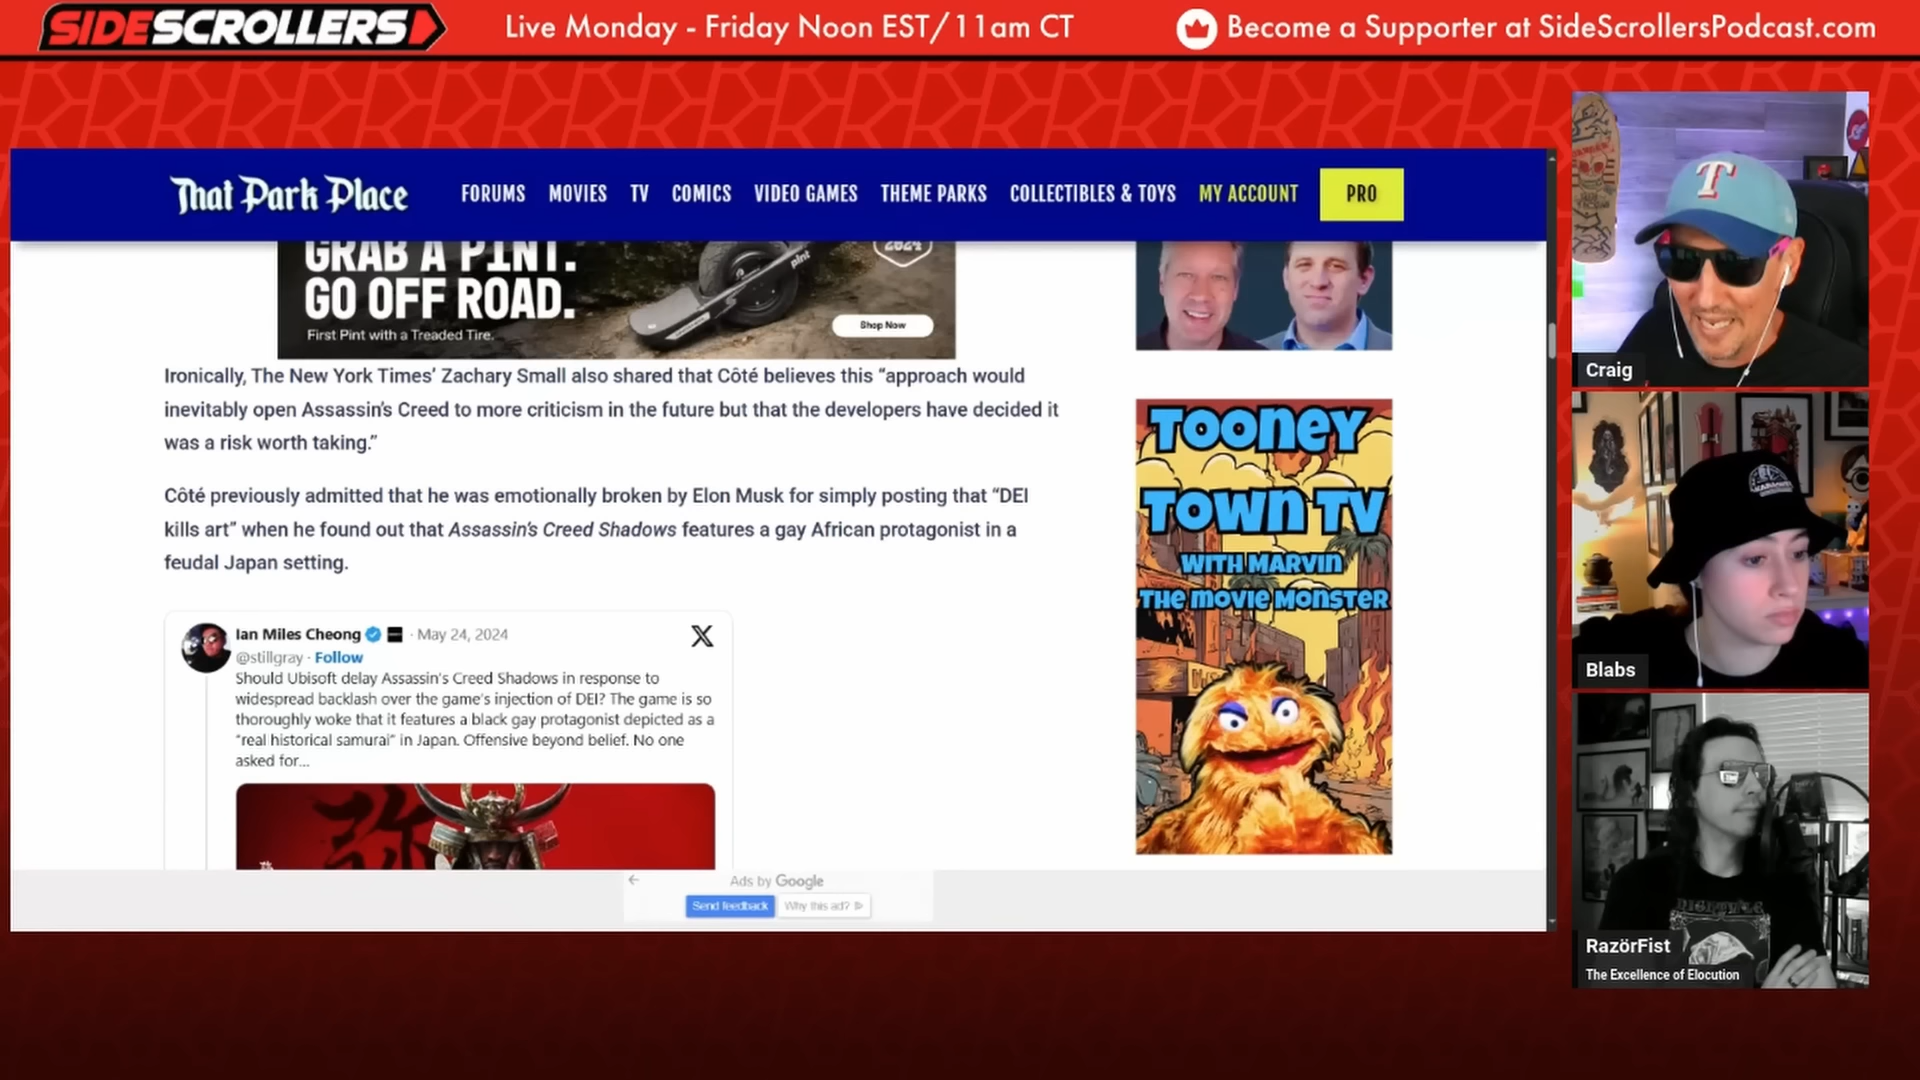 SIDESCROLLERS
Live Monday - Friday Noon EST/11am CT
Become a Supporter at SideScrollersPodcast.com
That Park Place
FORUMS MOVIES TV COMICS VIDEO GAMES THEME PARKS COLLECTIBLES & TOYS MY ACCOUNT PRO
GRAB A PINT.
GO OFF ROAD.
First Pint with a Treaded Tire.
pint
2024
Shop Now
Ironically, The New York Times’ Zachary Small also shared that Côté believes this “approach would
inevitably open Assassin’s Creed to more criticism in the future but that the developers have decided it
was a risk worth taking.”
Côté previously admitted that he was emotionally broken by Elon Musk for simply posting that “DEI
kills art” when he found out that Assassin’s Creed Shadows features a gay African protagonist in a
feudal Japan setting.
Ian Miles Cheong · May 24, 2024
@stillgray · Follow
Should Ubisoft delay Assassin's Creed Shadows in response to
widespread backlash over the game's injection of DEI? The game is so
thoroughly woke that it features a black gay protagonist depicted as a
“real historical samurai” in Japan. Offensive beyond belief. No one
asked for...
Ads by Google
Send feedback Why this ad?
TOONEY
TOWN TV
WITH MARVIN
THE MOVIE MONSTER
T
Craig
Blabs
RazörFist
The Excellence of Elocution